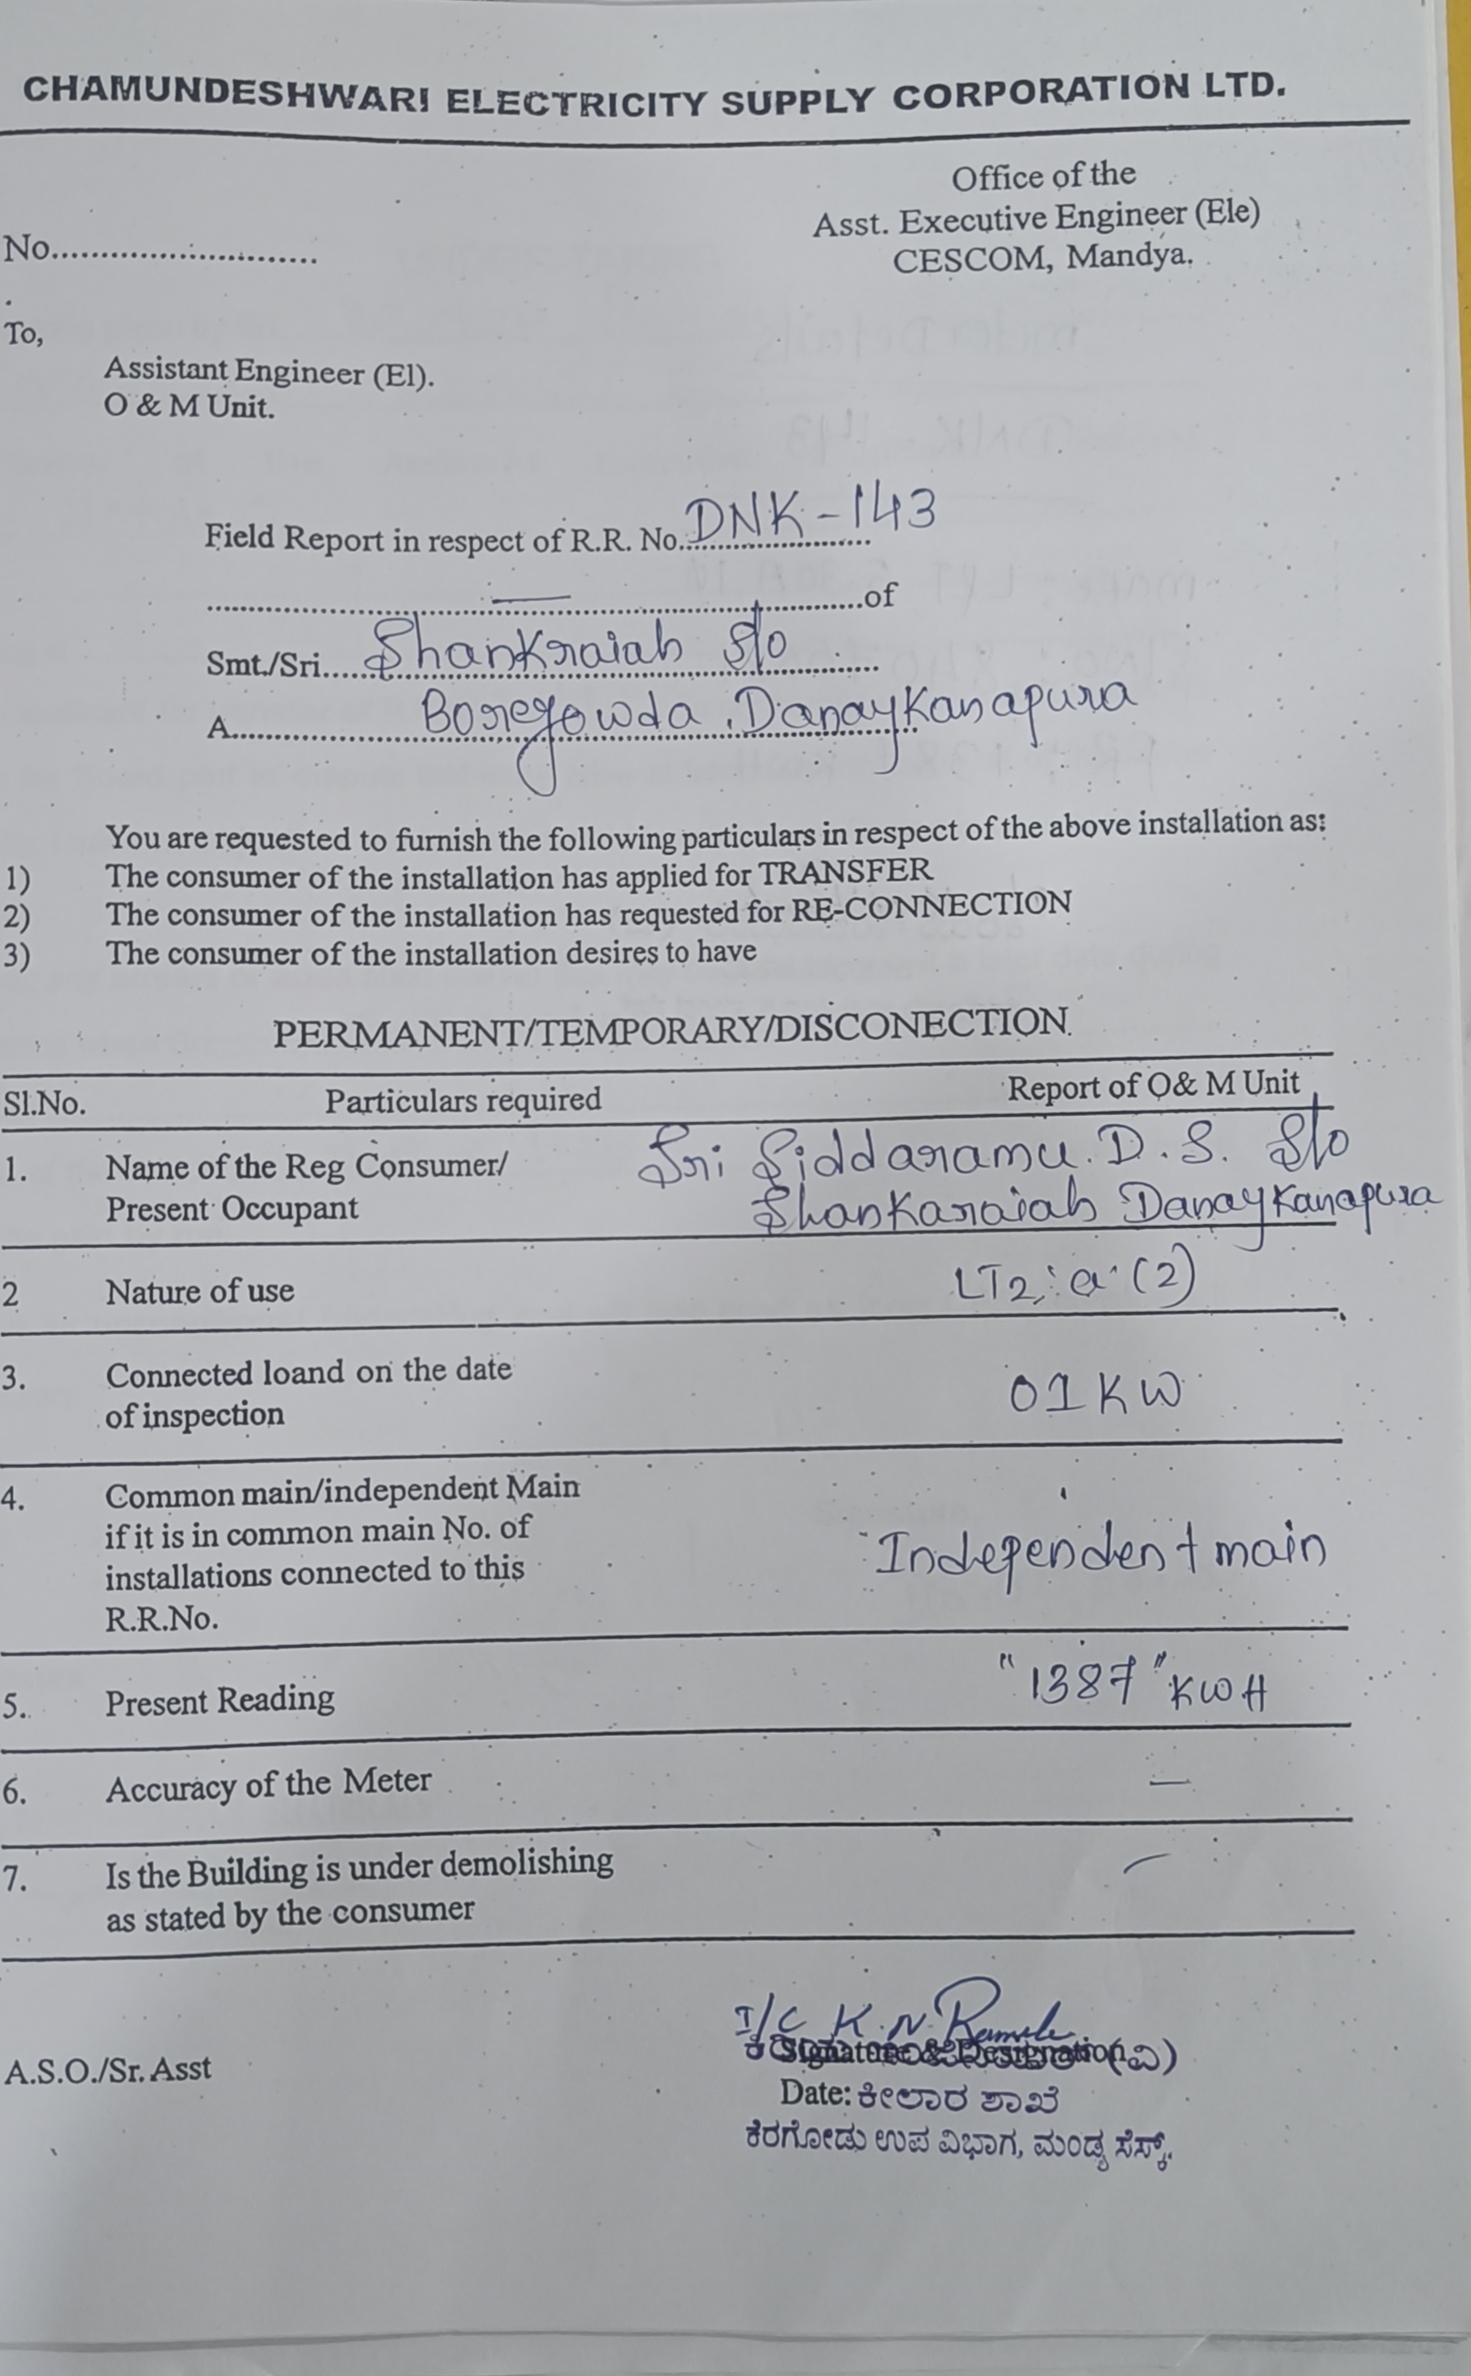 CHAMUNDESHWARI ELECTRICITY SUPPLY CORPORATION LTD.
Office of the
Asst. Executive Engineer (Ele)
CESCOM, Mandya.
No...........................
To,
Assistant Engineer (El).
O & M Unit.
Field Report in respect of R.R. No. DNK-143
.................... — ....................of
Smt./Sri...... Shankraiah S/o
A............... Boregowda, Danaykanapura
You are requested to furnish the following particulars in respect of the above installation as:
1) The consumer of the installation has applied for TRANSFER
2) The consumer of the installation has requested for RE-CONNECTION
3) The consumer of the installation desires to have
PERMANENT/TEMPORARY/DISCONECTION
Sl.No. Particulars required Report of O& M Unit
1. Name of the Reg Consumer/ Sri Siddaramu. D. S. S/o
Present Occupant Shankaraiah Danaykanapura
2 Nature of use LT2: a (2)
3. Connected loand on the date
of inspection 01 KW
4. Common main/independent Main
if it is in common main No. of
installations connected to this Independent main
R.R.No.
5. Present Reading "1387" KWH
6. Accuracy of the Meter —
7. Is the Building is under demolishing —
as stated by the consumer
I/C K.N. Ramesh
A.S.O./Sr. Asst Signature & Designation (ವಿ)
Date: ಕೀಲಾರ ಶಾಖೆ
ಕೆರಗೋಡು ಉಪ ವಿಭಾಗ, ಮಂಡ್ಯ ಸೆಸ್ಕ್.